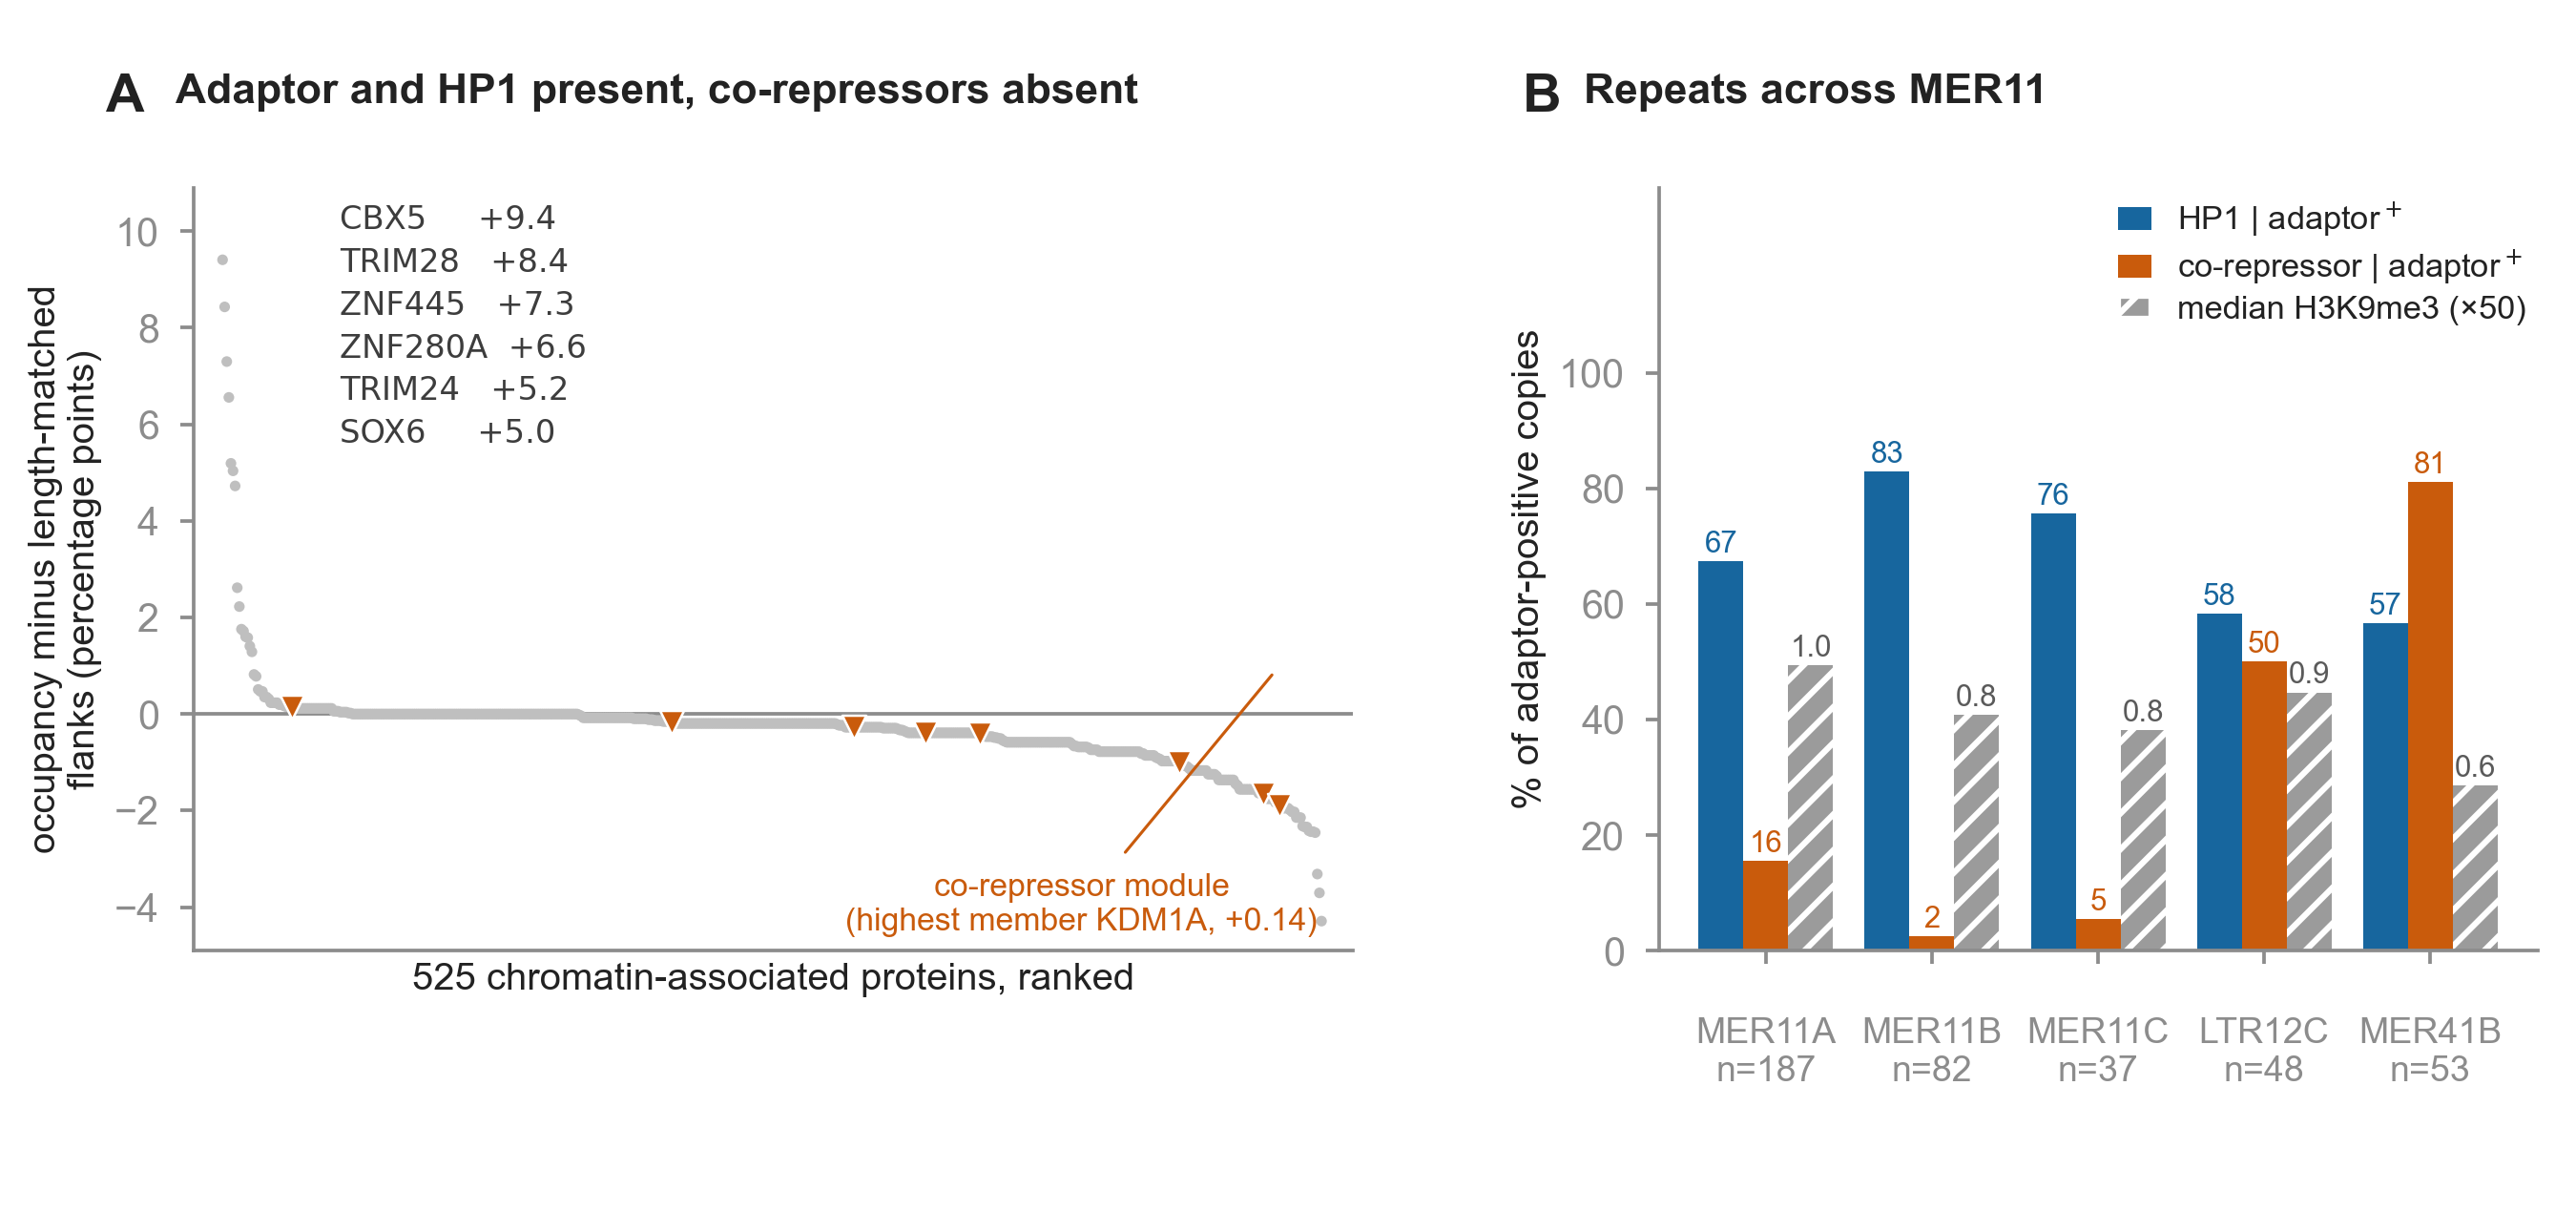 A Adaptor and HP1 present, co-repressors absent
occupancy minus length-matched
flanks (percentage points)
10
8
6
4
2
0
−2
−4
CBX5 +9.4
TRIM28 +8.4
ZNF445 +7.3
ZNF280A +6.6
TRIM24 +5.2
SOX6 +5.0
co-repressor module
(highest member KDM1A, +0.14)
525 chromatin-associated proteins, ranked
B Repeats across MER11
% of adaptor-positive copies
100
80
60
40
20
0
HP1 | adaptor⁺
co-repressor | adaptor⁺
median H3K9me3 (×50)
67
16
1.0
83
2
0.8
76
5
0.8
58
50
0.9
57
81
0.6
MER11A MER11B MER11C LTR12C MER41B
n=187 n=82 n=37 n=48 n=53